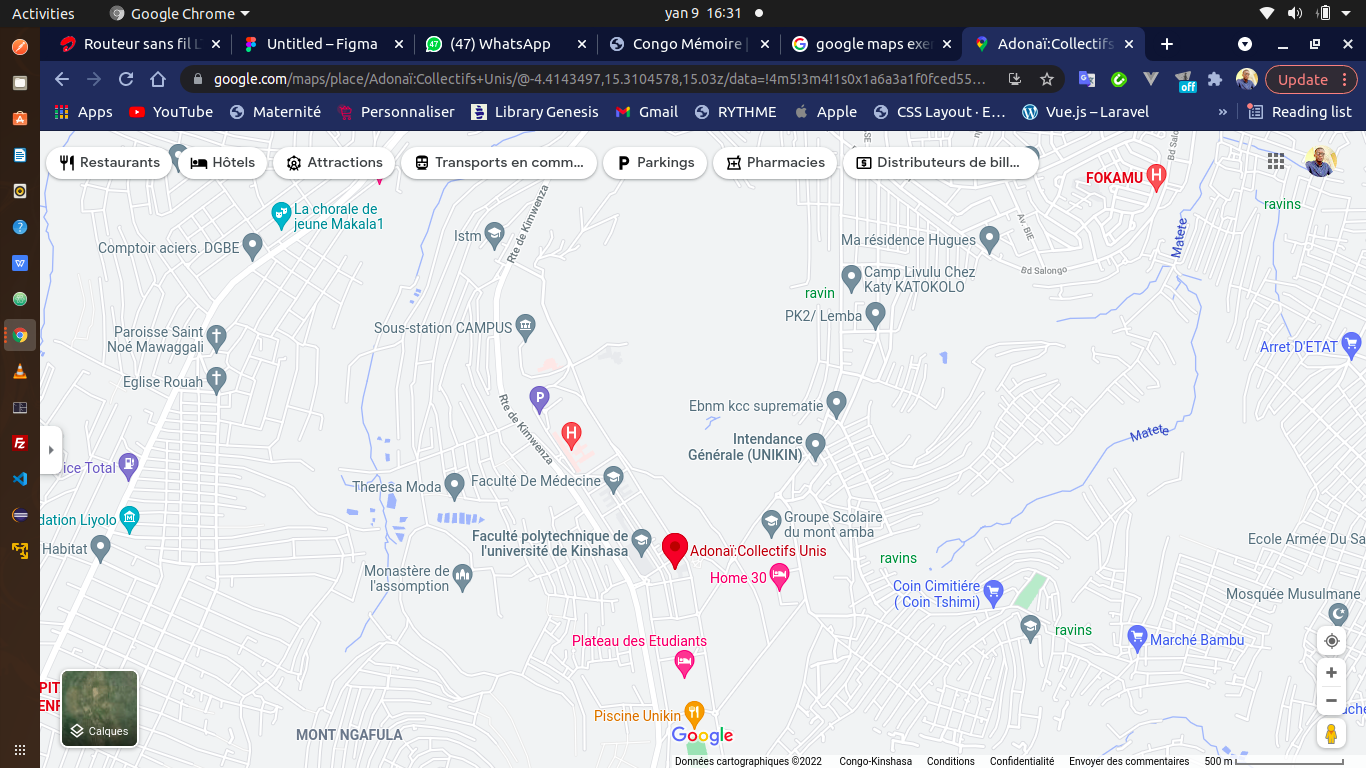 Activities
Google Chrome
yan 9 16:31
Routeur sans fil
Untitled – Figma
(47) WhatsApp
Congo Mémoire |
google maps exer
Adonaï:Collectifs
google.com/maps/place/Adonaï:Collectifs+Unis/@-4.4143497,15.3104578,15.03z/data=!4m5!3m4!1s0x1a6a3a1f0fced55...
off
Update
Apps
YouTube
Maternité
Personnaliser
Library Genesis
Gmail
RYTHME
Apple
CSS Layout · E...
Vue.js – Laravel
»
Reading list
Restaurants
Hôtels
Attractions
Transports en comm...
Parkings
Pharmacies
Distributeurs de bill...
FOKAMU
Bd Salongo
ravins
La chorale de
jeune Makala1
Comptoir aciers. DGBE
Istm
Rte de Kimwenza
Ma résidence Hugues
Av. BIE
Matete
Bd Salongo
Camp Livulu Chez
Katy KATOKOLO
ravin
PK2/ Lemba
Sous-station CAMPUS
Paroisse Saint
Noé Mawaggali
Arret D'ETAT
Eglise Rouah
P
Rte de Kimwenza
Ebnm kcc suprematie
H
Intendance
Générale (UNIKIN)
Matete
ice Total
Theresa Moda
Faculté De Médecine
dation Liyolo
Groupe Scolaire
du mont amba
Habitat
Faculté polytechnique de
l'université de Kinshasa
Adonaï:Collectifs Unis
Ecole Armée Du Sa
ravins
Monastère de
l'assomption
Home 30
Coin Cimitiére
( Coin Tshimi)
Mosquée Musulmane
ravins
Marché Bambu
Plateau des Etudiants
PIT
ENF
Piscine Unikin
Calques
MONT NGAFULA
Google
Données cartographiques ©2022
Congo-Kinshasa
Conditions
Confidentialité
Envoyer des commentaires
500 m